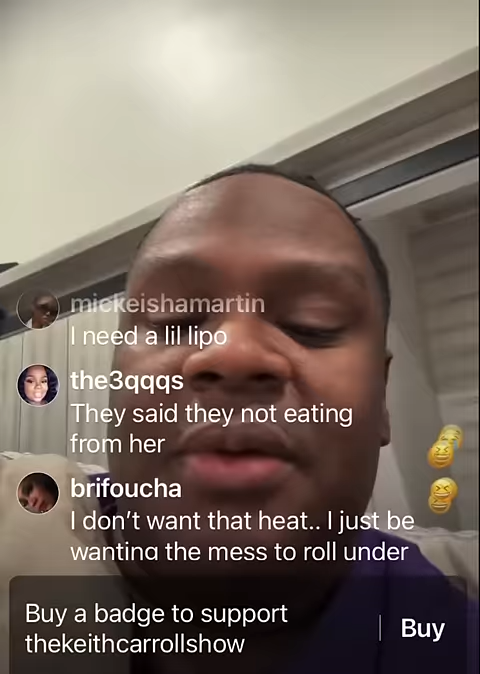 mickeishamartin
I need a lil lipo
the3qqqs
They said they not eating
from her
brifoucha
I don’t want that heat.. I just be
wanting the mess to roll under
Buy a badge to support
thekeithcarrollshow
Buy